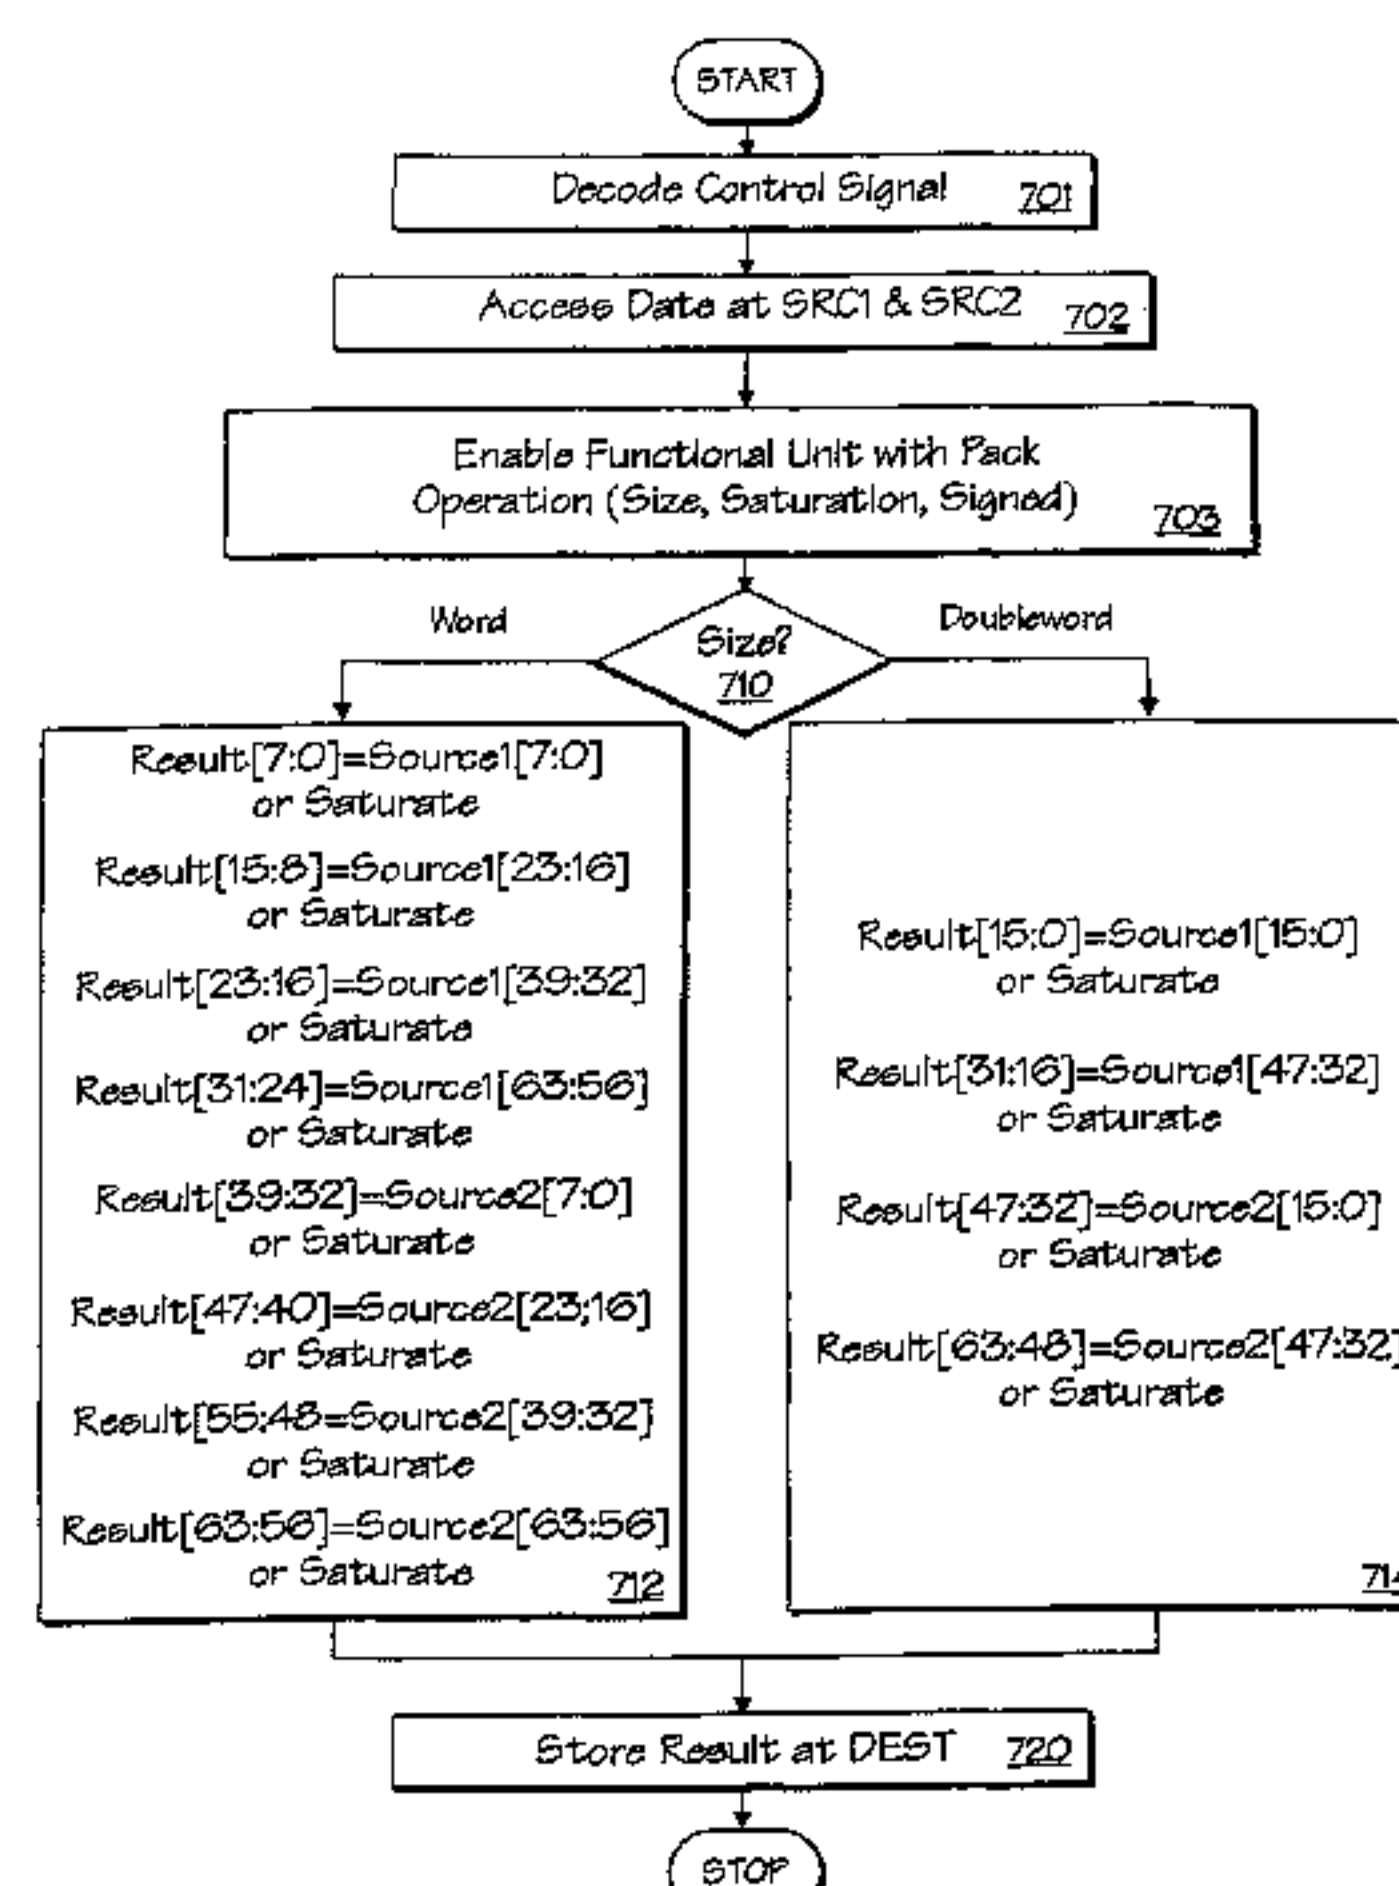 START
Decode Control Signal 701
Access Date at SRC1 & SRC2 702
Enable Functional Unit with Pack
Operation (Size, Saturation, Signed)
703
Word
Doubleword
Size?
710
Result[7:0]=Source1[7:0]
or Saturate
Result[15:8]=Source1[23:16]
or Saturate
Result[23:16]=Source1[39:32]
or Saturate
Result[31:24]=Source1[63:56]
or Saturate
Result[39:32]=Source2[7:0]
or Saturate
Result[47:40]=Source2[23;16]
or Saturate
Result[55:48=Source2[39:32]
or Saturate
Result[63:56]=Source2[63:56]
or Saturate
712
Result[15:0]=Source1[15:0]
or Saturate
Result[31:16]=Source1[47:32]
or Saturate
Result[47:32]=Source2[15:0]
or Saturate
Result[63:48]=Source2[47:32]
or Saturate
Store Result at DEST 720
STOP